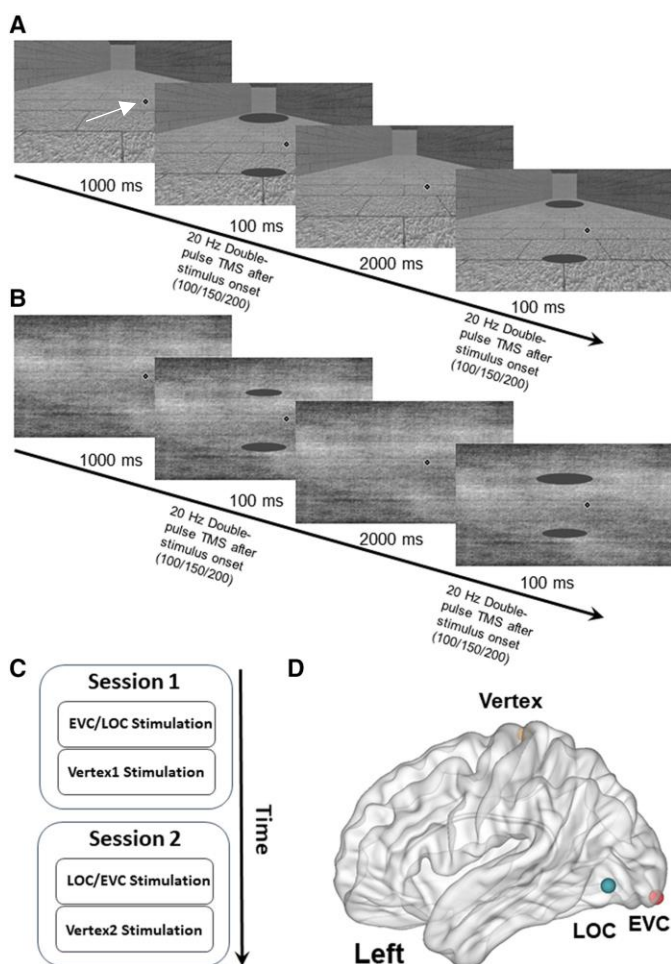 A
1000 ms
100 ms
20 Hz Double-
pulse TMS after
stimulus onset
(100/150/200)
2000 ms
100 ms
20 Hz Double-
pulse TMS after
stimulus onset
(100/150/200)
B
1000 ms
100 ms
20 Hz Double-
pulse TMS after
stimulus onset
(100/150/200)
2000 ms
100 ms
20 Hz Double-
pulse TMS after
stimulus onset
(100/150/200)
C
Session 1
EVC/LOC Stimulation
Vertex1 Stimulation
Session 2
LOC/EVC Stimulation
Vertex2 Stimulation
Time
D
Vertex
LOC
EVC
Left